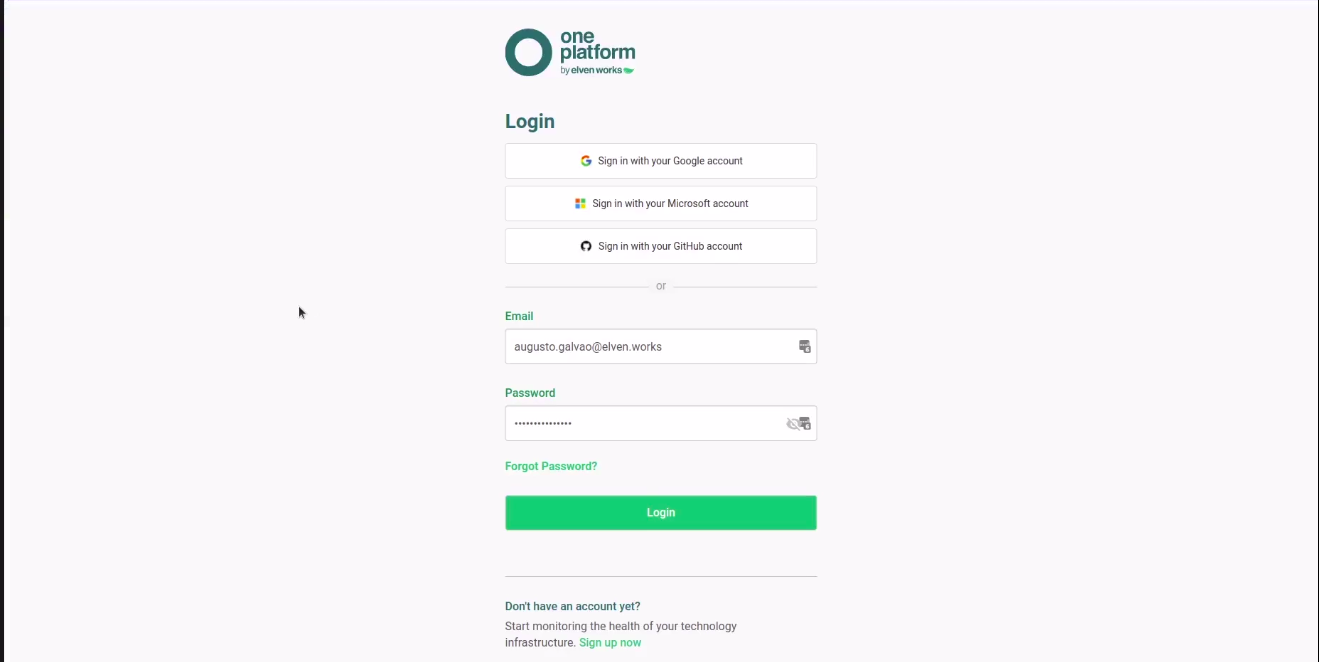 one
platform
by elven works
Login
Sign in with your Google account
Sign in with your Microsoft account
Sign in with your GitHub account
or
Email
augusto.galvao@elven.works
Password
•••••••••••••••
Forgot Password?
Login
Don't have an account yet?
Start monitoring the health of your technology
infrastructure. Sign up now